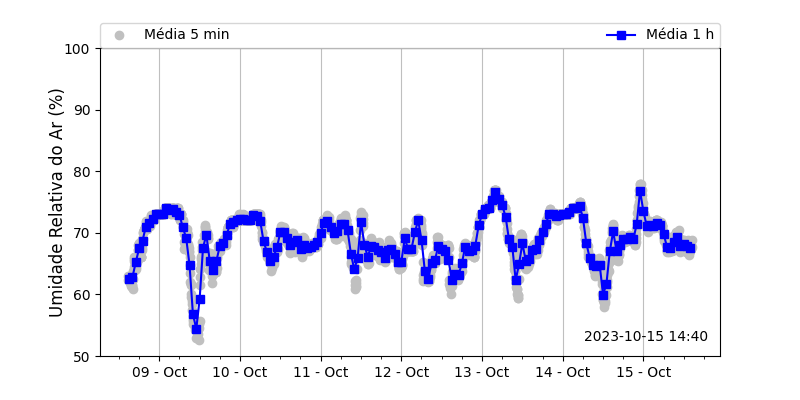 Média 5 min
Média 1 h
Umidade Relativa do Ar (%)
100
90
80
70
60
50
2023-10-15 14:40
09 - Oct
10 - Oct
11 - Oct
12 - Oct
13 - Oct
14 - Oct
15 - Oct